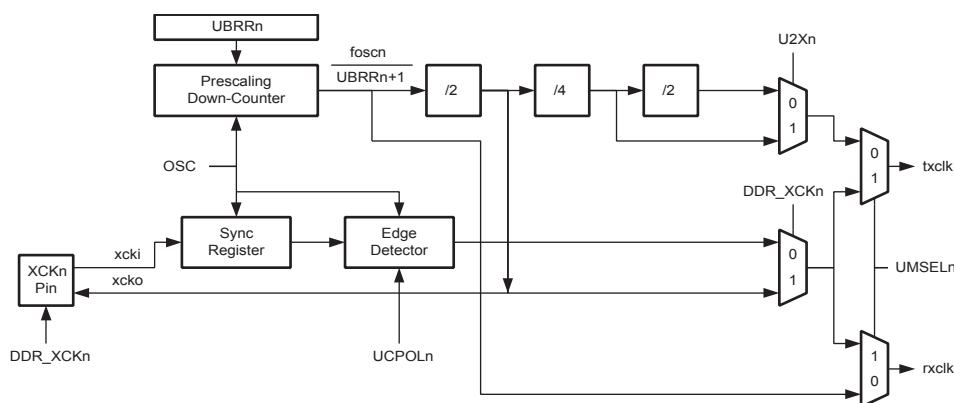 UBRRn
Prescaling
Down-Counter
foscn
UBRRn+1
/2
/4
/2
U2Xn
0
1
OSC
0
1
txclk
DDR_XCKn
Sync
Register
Edge
Detector
0
1
xcki
xcko
XCKn
Pin
UMSELn
DDR_XCKn
UCPOLn
1
0
rxclk